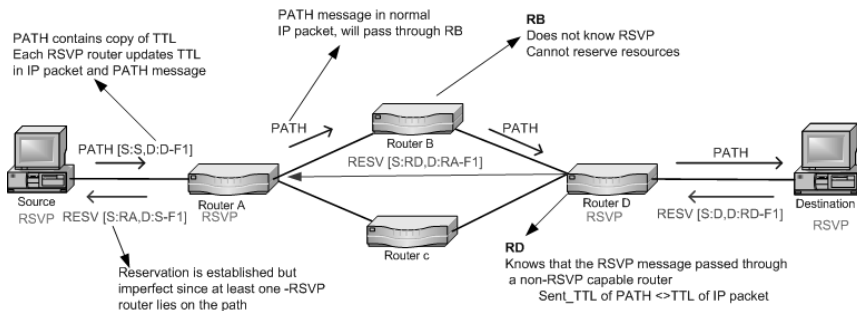 PATH contains copy of TTL
Each RSVP router updates TTL
in IP packet and PATH message
PATH message in normal
IP packet, will pass through RB
RB
Does not know RSVP
Cannot reserve resources
PATH
Router B
PATH
PATH [S:S,D:D-F1]
RESV [S:RD,D:RA-F1]
PATH
Source
RSVP
RESV [S:RA,D:S-F1]
Router A
RSVP
Router D
RSVP
RESV [S:D,D:RD-F1]
Destination
RSVP
Router c
Reservation is established but
imperfect since at least one -RSVP
router lies on the path
RD
Knows that the RSVP message passed through
a non-RSVP capable router
Sent_TTL of PATH <>TTL of IP packet